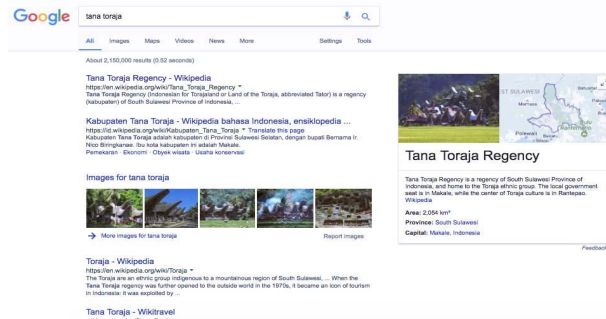 Google
tana toraja
All Images Maps Videos News More Settings Tools
About 2,150,000 results (0.52 seconds)
Tana Toraja Regency - Wikipedia
https://en.wikipedia.org/wiki/Tana_Toraja_Regency
Tana Toraja Regency (Indonesian for Torajaland or Land of the Toraja, abbreviated Tator) is a regency
(kabupaten) of South Sulawesi Province of Indonesia, ...
Kabupaten Tana Toraja - Wikipedia bahasa Indonesia, ensiklopedia ...
https://id.wikipedia.org/wiki/Kabupaten_Tana_Toraja Translate this page
Kabupaten Tana Toraja adalah kabupaten di Provinsi Sulawesi Selatan, dengan bupati Bernama Ir.
Nico Biringkanae. Ibu kota kabupaten ini adalah Makale.
Pemekaran · Ekonomi · Obyek wisata · Usaha konservasi
Images for tana toraja
More images for tana toraja Report images
Toraja - Wikipedia
https://en.wikipedia.org/wiki/Toraja
The Toraja are an ethnic group indigenous to a mountainous region of South Sulawesi, ... When the
Tana Toraja regency was further opened to the outside world in the 1970s, it became an icon of tourism
in Indonesia: it was exploited by ...
Tana Toraja - Wikitravel
EST SULAWESI
Mamasa
Polewali
Tana Toraja Regency
Tana Toraja Regency is a regency of South Sulawesi Province of
Indonesia, and home to the Toraja ethnic group. The local government
seat is in Makale, while the center of Toraja culture is in Rantepao.
Wikipedia
Area: 2,054 km²
Province: South Sulawesi
Capital: Makale, Indonesia
Feedback